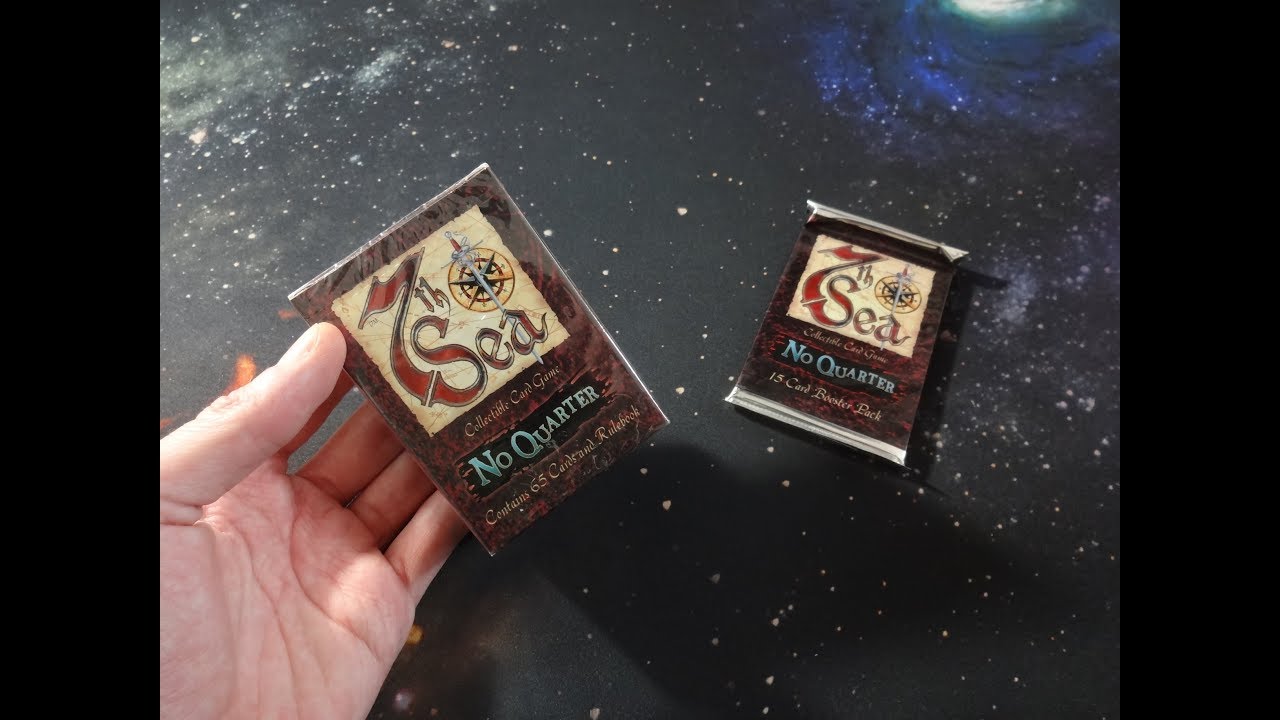 7th
Sea
Collectible Card Game
No Quarter
Contains 65 Cards and Rulebook
7th
Sea
Collectible Card Game
No Quarter
15 Card Booster Pack